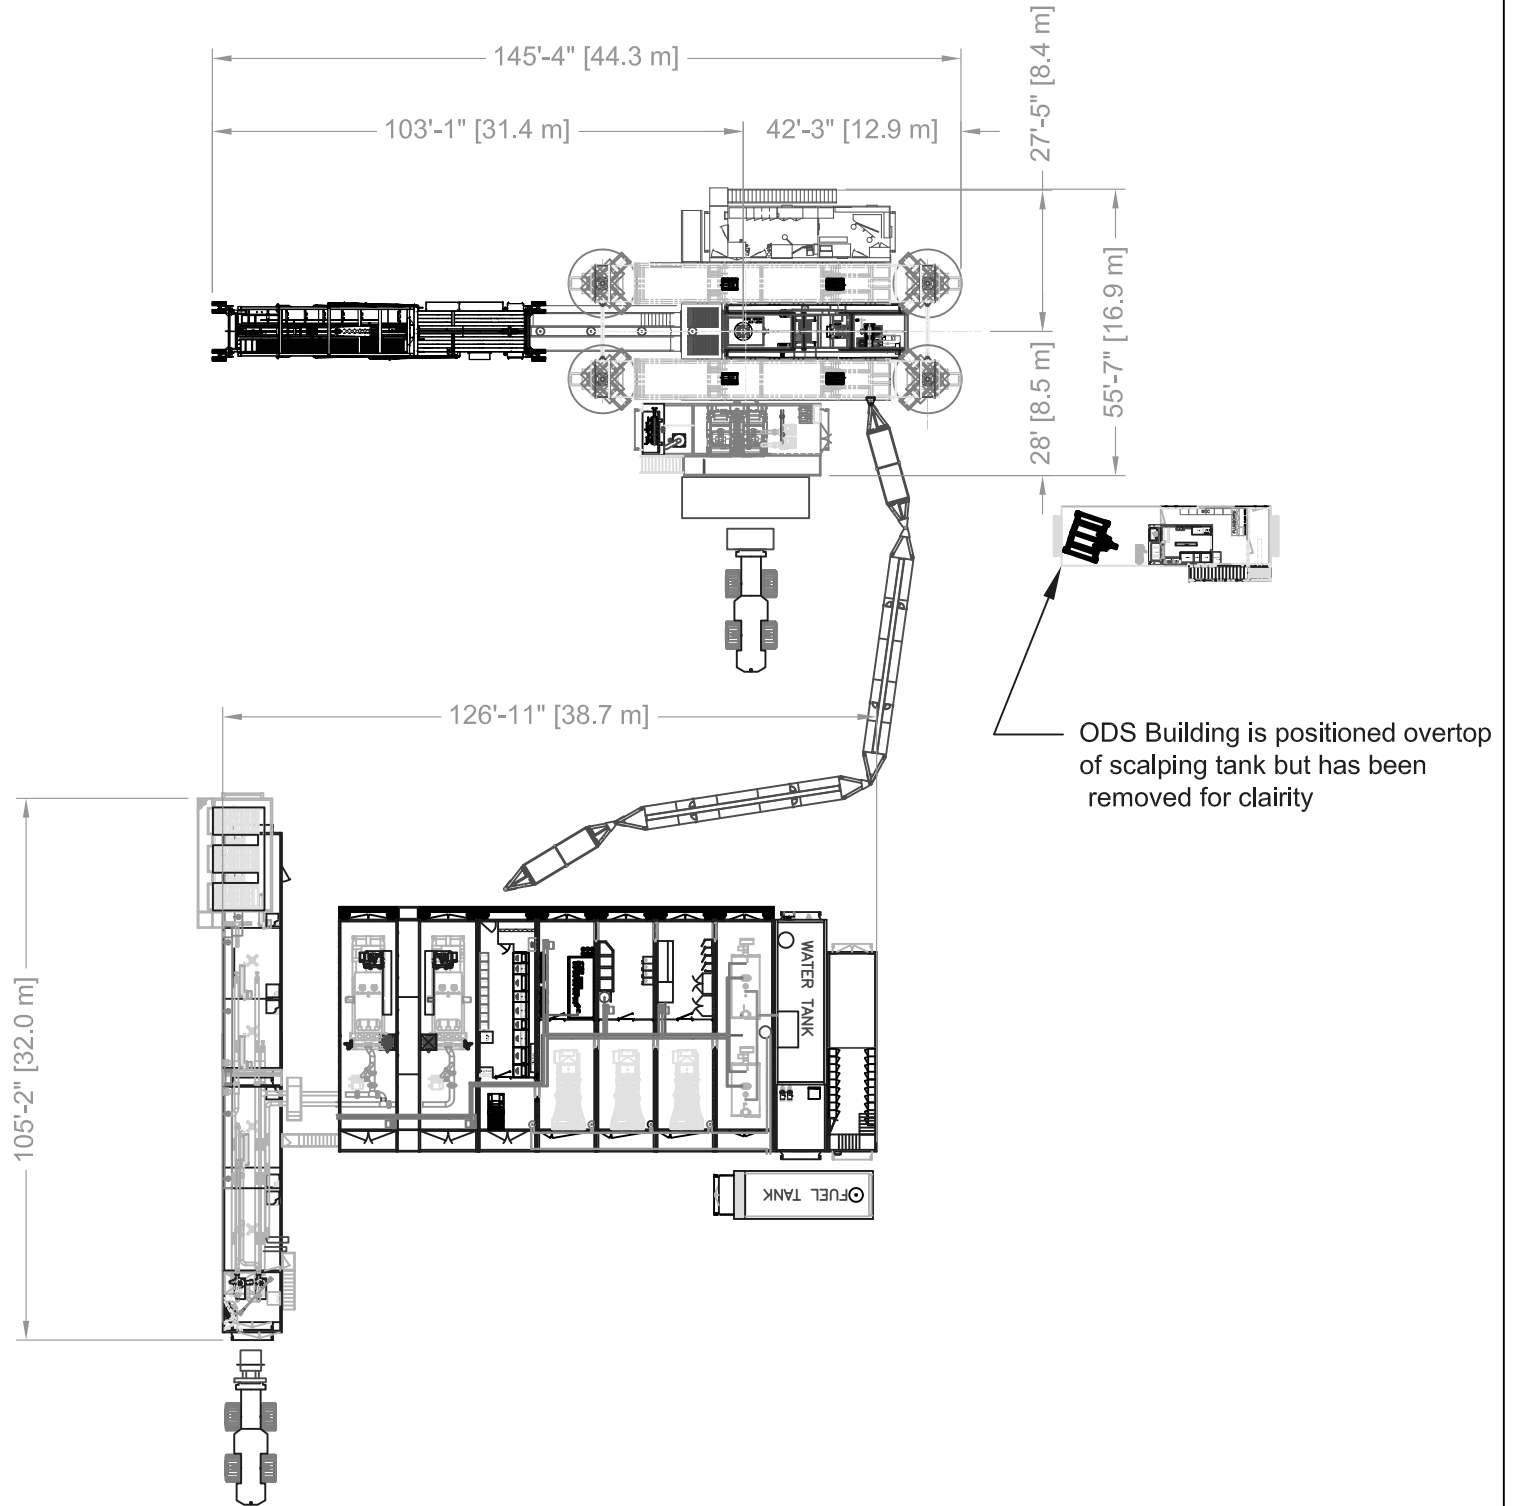 145'-4" [44.3 m]
103'-1" [31.4 m]
42'-3" [12.9 m]
27'-5" [8.4 m]
55'-7" [16.9 m]
28' [8.5 m]
126'-11" [38.7 m]
ODS Building is positioned overtop
of scalping tank but has been
removed for clairity
105'-2" [32.0 m]
WATER TANK
FUEL TANK